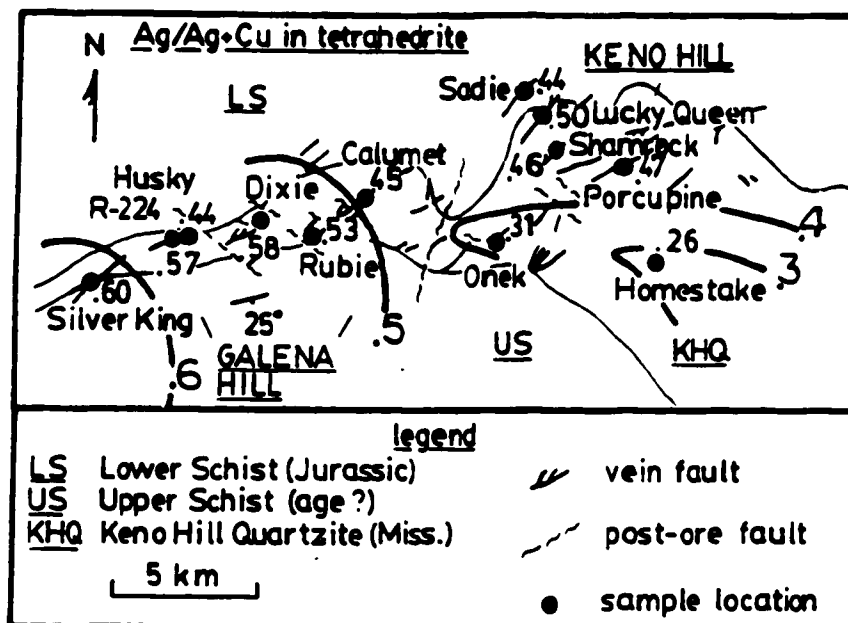 N
Ag/Ag+Cu in tetrahedrite
KENO HILL
LS
Sadie .44
.50 Lucky Queen
Shamrock
.46
.47
Calumet
.45
Husky
R-224 .44
Dixie
Porcupine
.57
.58
.53
Rubie
.31
Onek
.26
Homestake
.4
.3
.60
Silver King
25°
.5
US
KHQ
.6
GALENA
HILL
legend
LS Lower Schist (Jurassic)
US Upper Schist (age?)
KHQ Keno Hill Quartzite (Miss.)
5 km
vein fault
post-ore fault
sample location